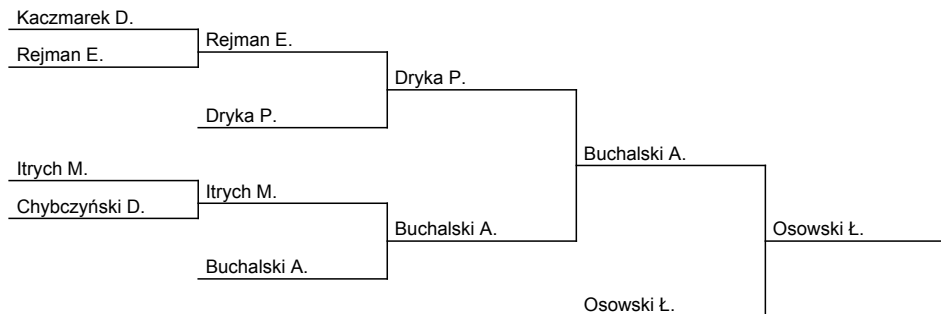 Kaczmarek D.
Rejman E.
Rejman E.
Dryka P.
Dryka P.
Itrych M.
Chybczyński D.
Itrych M.
Buchalski A.
Buchalski A.
Buchalski A.
Osowski Ł.
Osowski Ł.